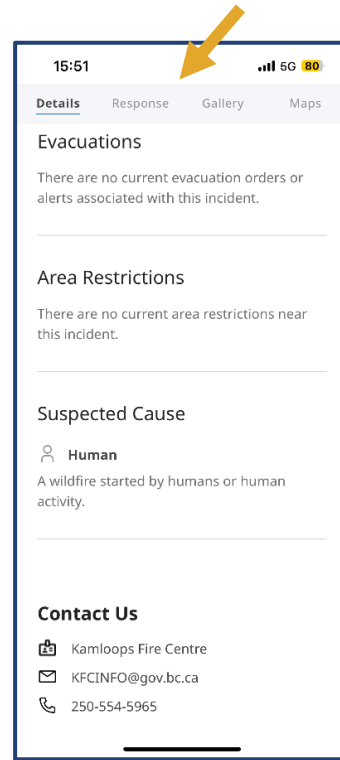 15:51 5G 80
Details Response Gallery Maps
Evacuations
There are no current evacuation orders or
alerts associated with this incident.
Area Restrictions
There are no current area restrictions near
this incident.
Suspected Cause
Human
A wildfire started by humans or human
activity.
Contact Us
Kamloops Fire Centre
KFCINFO@gov.bc.ca
250-554-5965